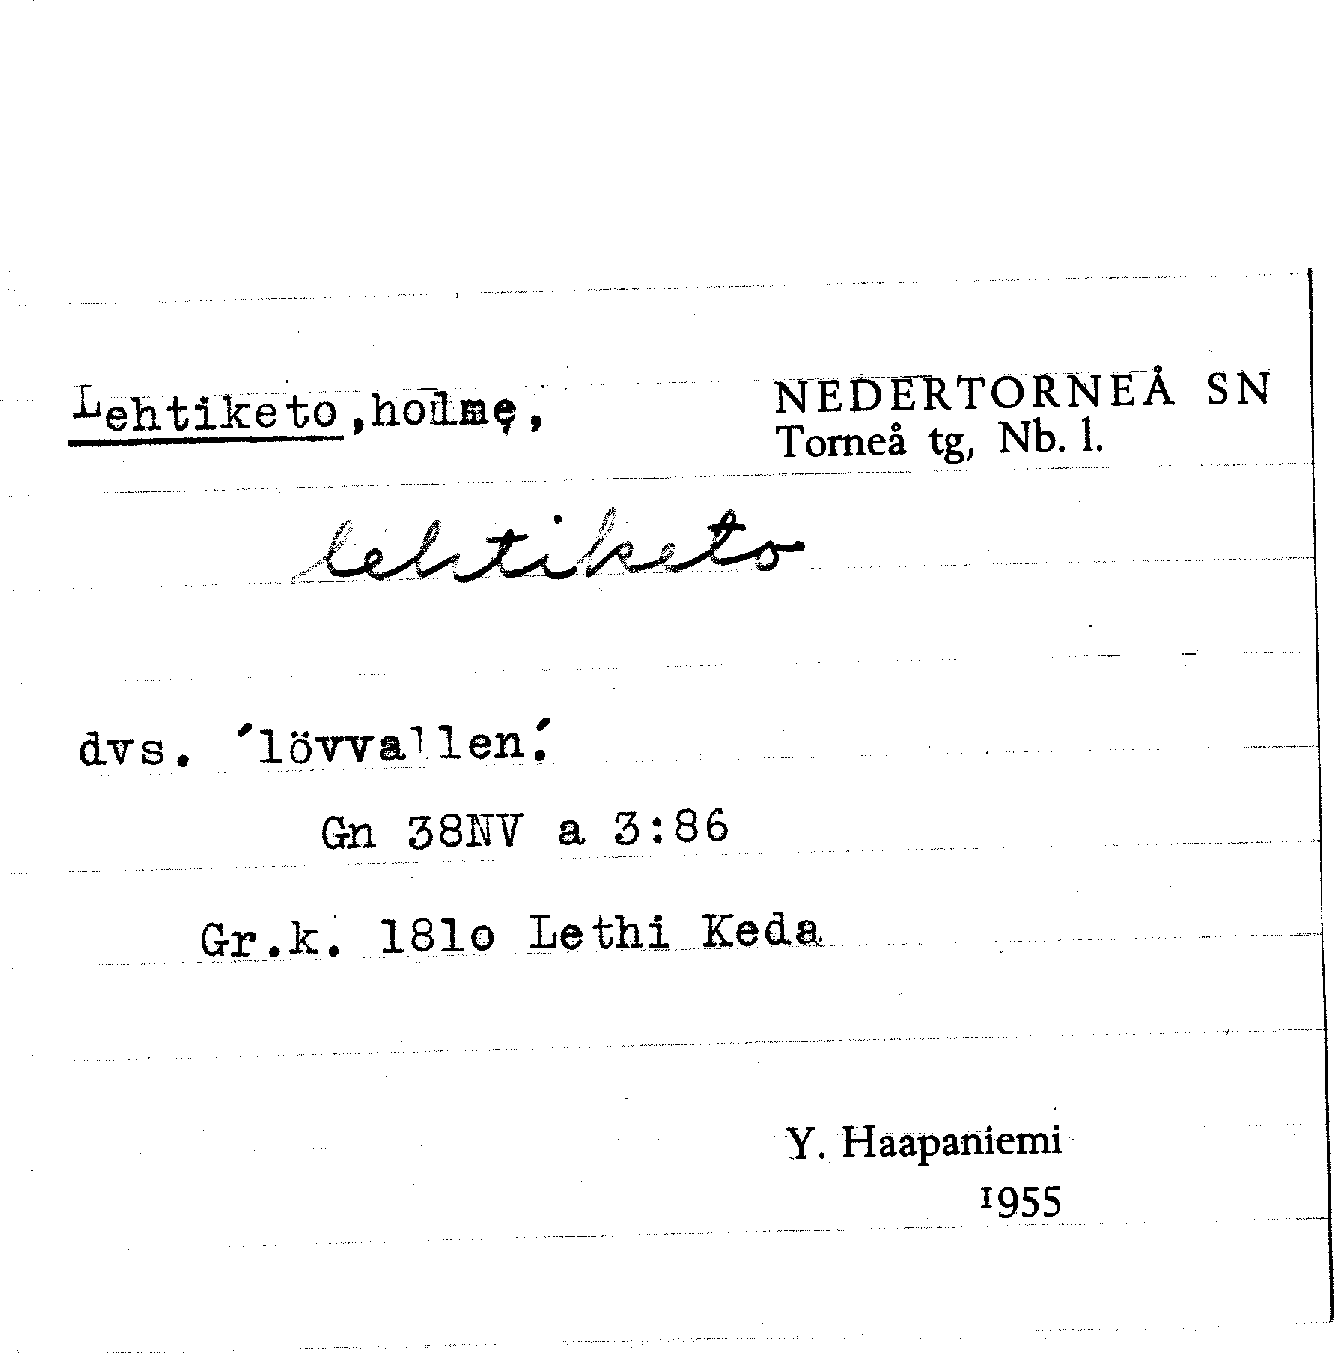 Lehtiketo, holme,
NEDERTORNEÅ SN
Torneå tg, Nb. l.
lehtiketo
dvs. 'lövvallen.'
Gn 38NV a 3:86
Gr.k. 181o Lethi Keda
Y. Haapaniemi
1955